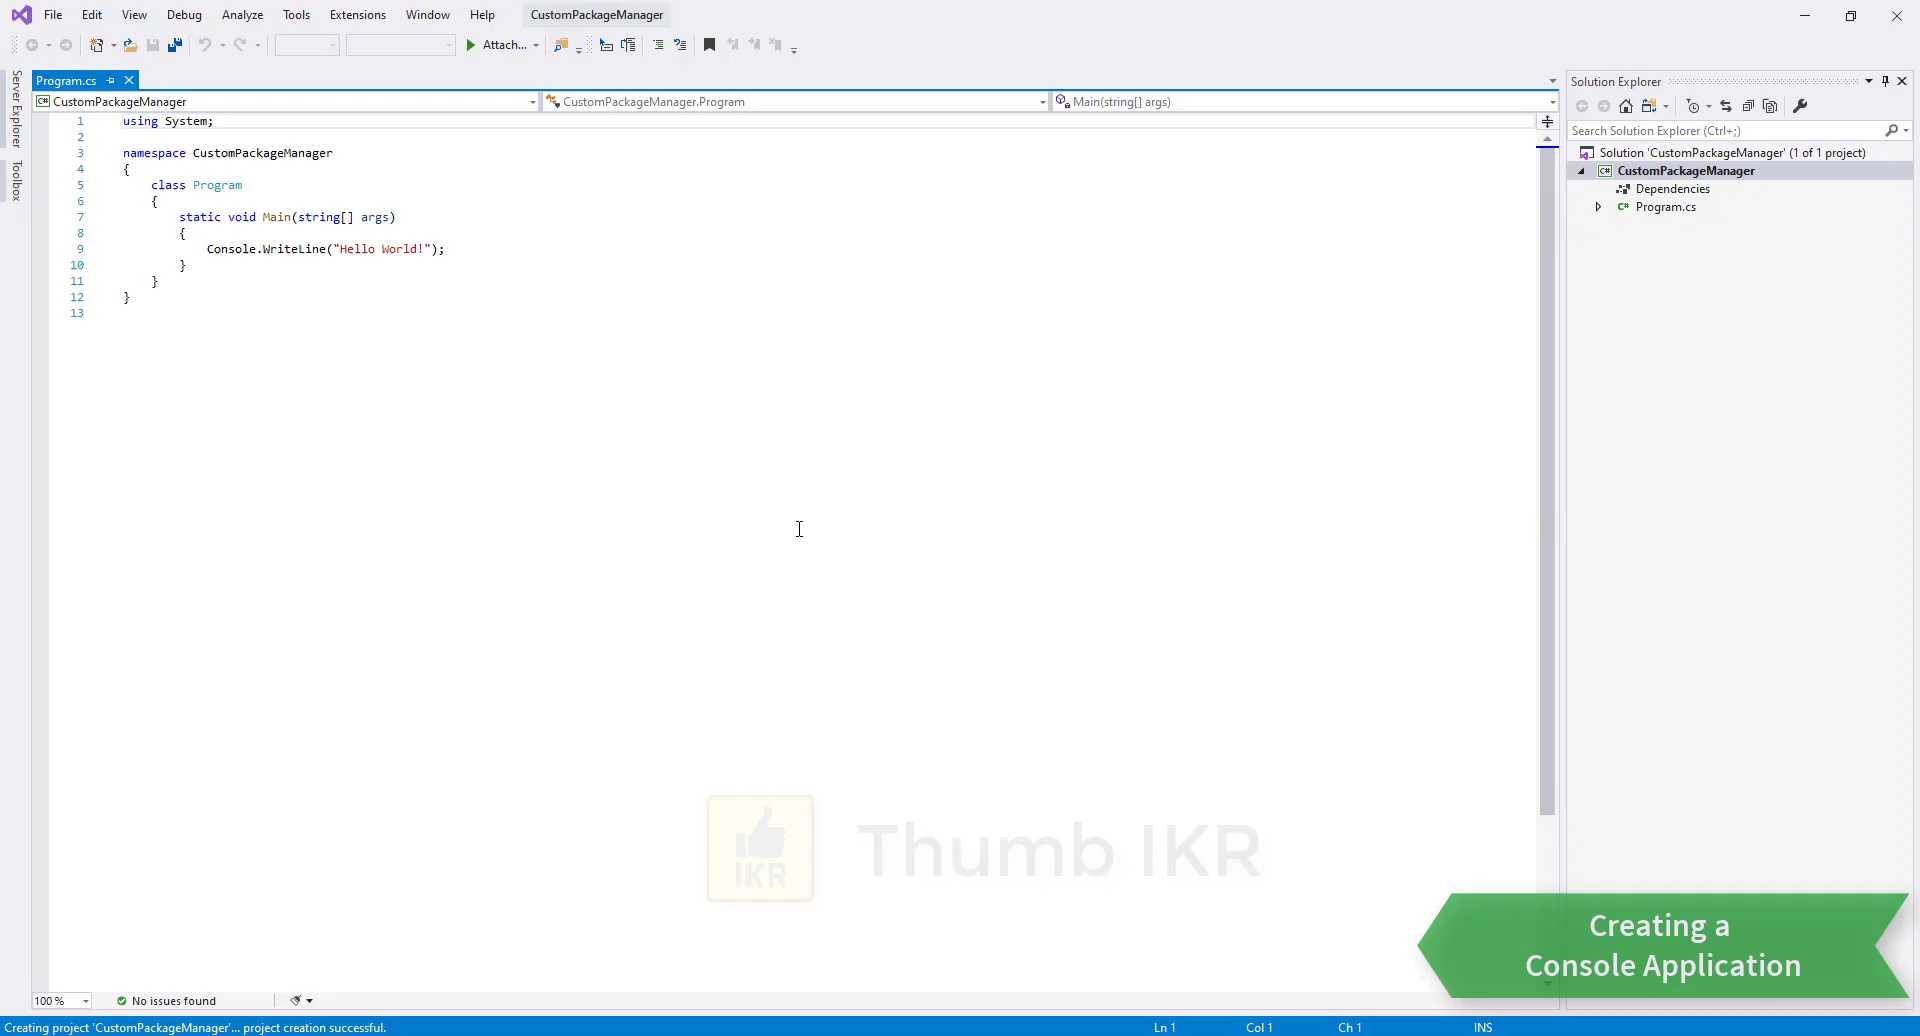 File Edit View Debug Analyze Tools Extensions Window Help CustomPackageManager
Attach...
Server Explorer
Toolbox
Program.cs
C# CustomPackageManager CustomPackageManager.Program Main(string[] args)
1 using System;
2
3 namespace CustomPackageManager
4 {
5 class Program
6 {
7 static void Main(string[] args)
8 {
9 Console.WriteLine("Hello World!");
10 }
11 }
12 }
13
Solution Explorer
Search Solution Explorer (Ctrl+;)
Solution 'CustomPackageManager' (1 of 1 project)
C# CustomPackageManager
Dependencies
C# Program.cs
IKR
Thumb IKR
Creating a
Console Application
100 % No issues found
Creating project 'CustomPackageManager'... project creation successful. Ln 1 Col 1 Ch 1 INS